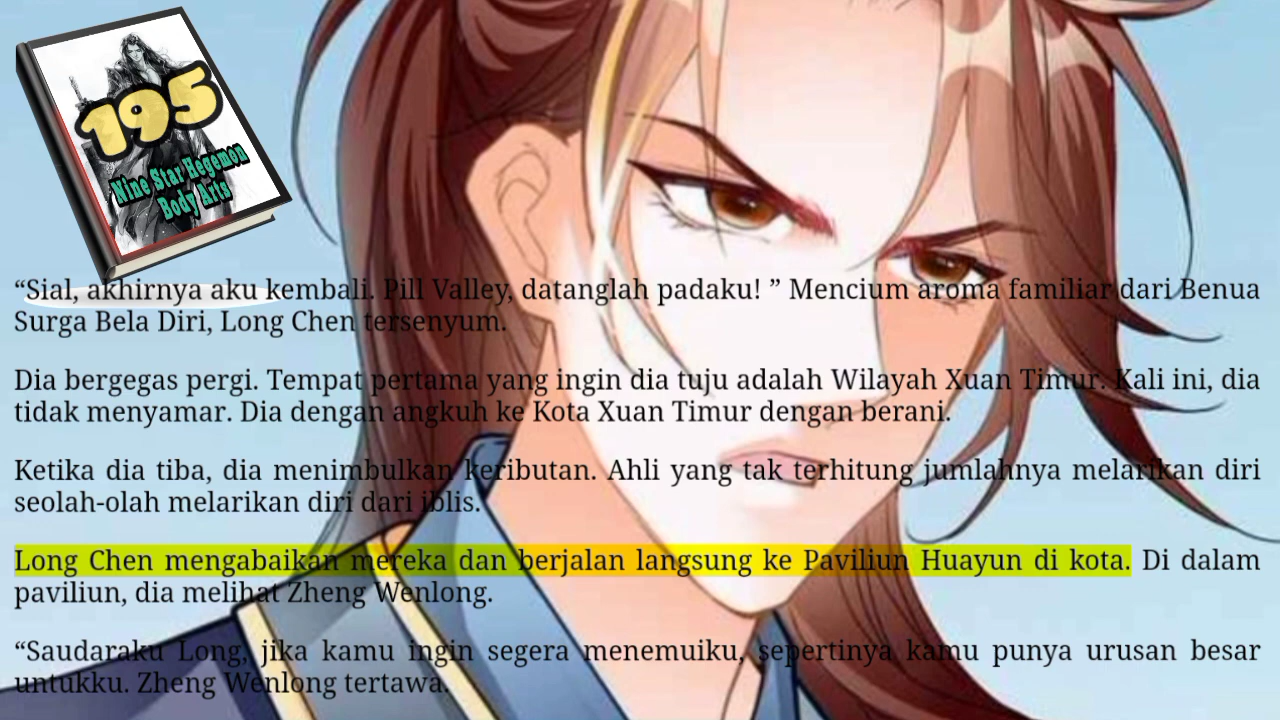 195
Nine Star Hegemon
Body Arts
“Sial, akhirnya aku kembali. Pill Valley, datanglah padaku! ” Mencium aroma familiar dari Benua
Surga Bela Diri, Long Chen tersenyum.
Dia bergegas pergi. Tempat pertama yang ingin dia tuju adalah Wilayah Xuan Timur. Kali ini, dia
tidak menyamar. Dia dengan angkuh ke Kota Xuan Timur dengan berani.
Ketika dia tiba, dia menimbulkan keributan. Ahli yang tak terhitung jumlahnya melarikan diri
seolah-olah melarikan diri dari iblis.
Long Chen mengabaikan mereka dan berjalan langsung ke Paviliun Huayun di kota. Di dalam
paviliun, dia melihat Zheng Wenlong.
“Saudaraku Long, jika kamu ingin segera menemuiku, sepertinya kamu punya urusan besar
untukku. Zheng Wenlong tertawa.